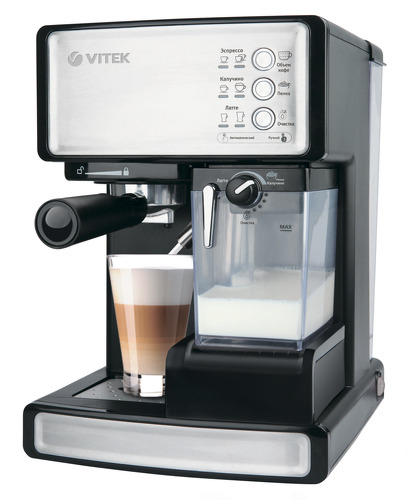 VITEK
Эспрессо
Объем
кофе
Капучино
Пенка
Латте
Очистка
Автоматический Ручной
Латте
Капучино
Очистка
MAX